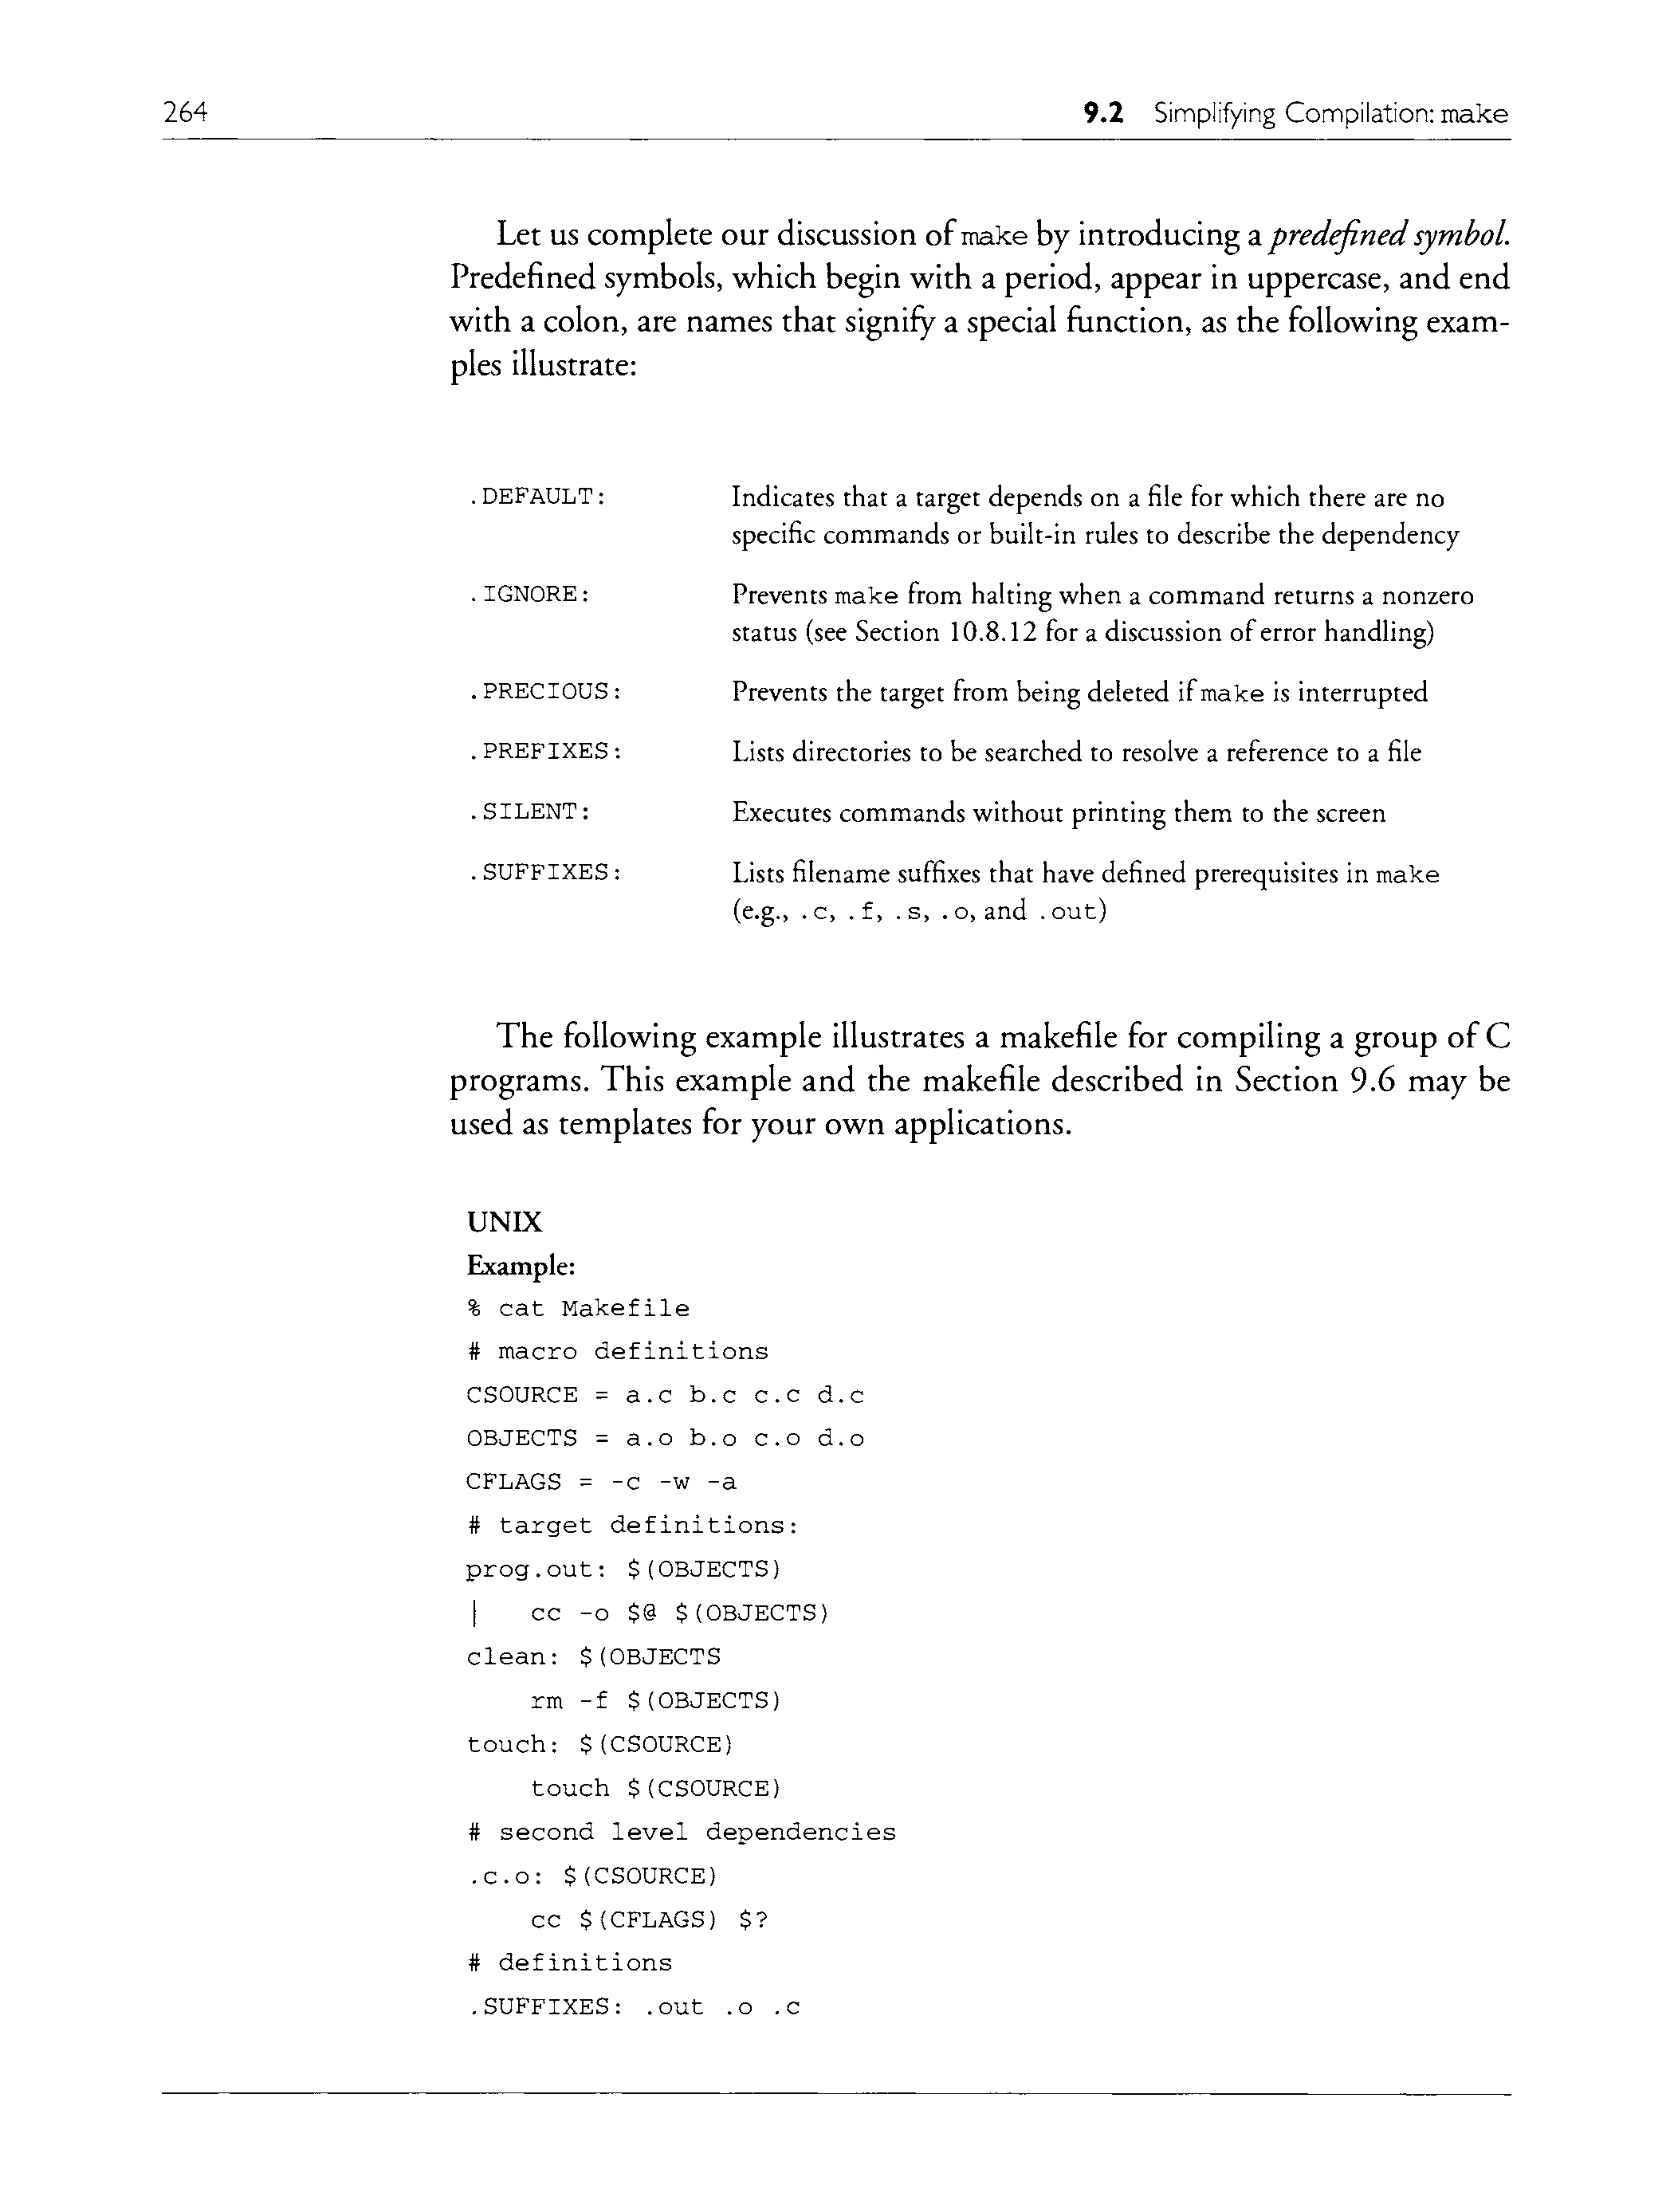 264 9.2 Simplifying Compilation: make
Let us complete our discussion of make by introducing a predefined symbol.
Predefined symbols, which begin with a period, appear in uppercase, and end
with a colon, are names that signify a special function, as the following exam-
ples illustrate:
.DEFAULT: Indicates that a target depends on a file for which there are no
specific commands or built-in rules to describe the dependency
.IGNORE: Prevents make from halting when a command returns a nonzero
status (see Section 10.8.12 for a discussion of error handling)
.PRECIOUS: Prevents the target from being deleted if make is interrupted
.PREFIXES: Lists directories to be searched to resolve a reference to a file
.SILENT: Executes commands without printing them to the screen
.SUFFIXES: Lists filename suffixes that have defined prerequisites in make
(e.g., .c, .f, .s, .o, and .out)
The following example illustrates a makefile for compiling a group of C
programs. This example and the makefile described in Section 9.6 may be
used as templates for your own applications.
UNIX
Example:
% cat Makefile
# macro definitions
CSOURCE = a.c b.c c.c d.c
OBJECTS = a.o b.o c.o d.o
CFLAGS = -c -w -a
# target definitions:
prog.out: $(OBJECTS)
| cc -o $@ $(OBJECTS)
clean: $(OBJECTS
rm -f $(OBJECTS)
touch: $(CSOURCE)
touch $(CSOURCE)
# second level dependencies
.c.o: $(CSOURCE)
cc $(CFLAGS) $?
# definitions
.SUFFIXES: .out .o .c